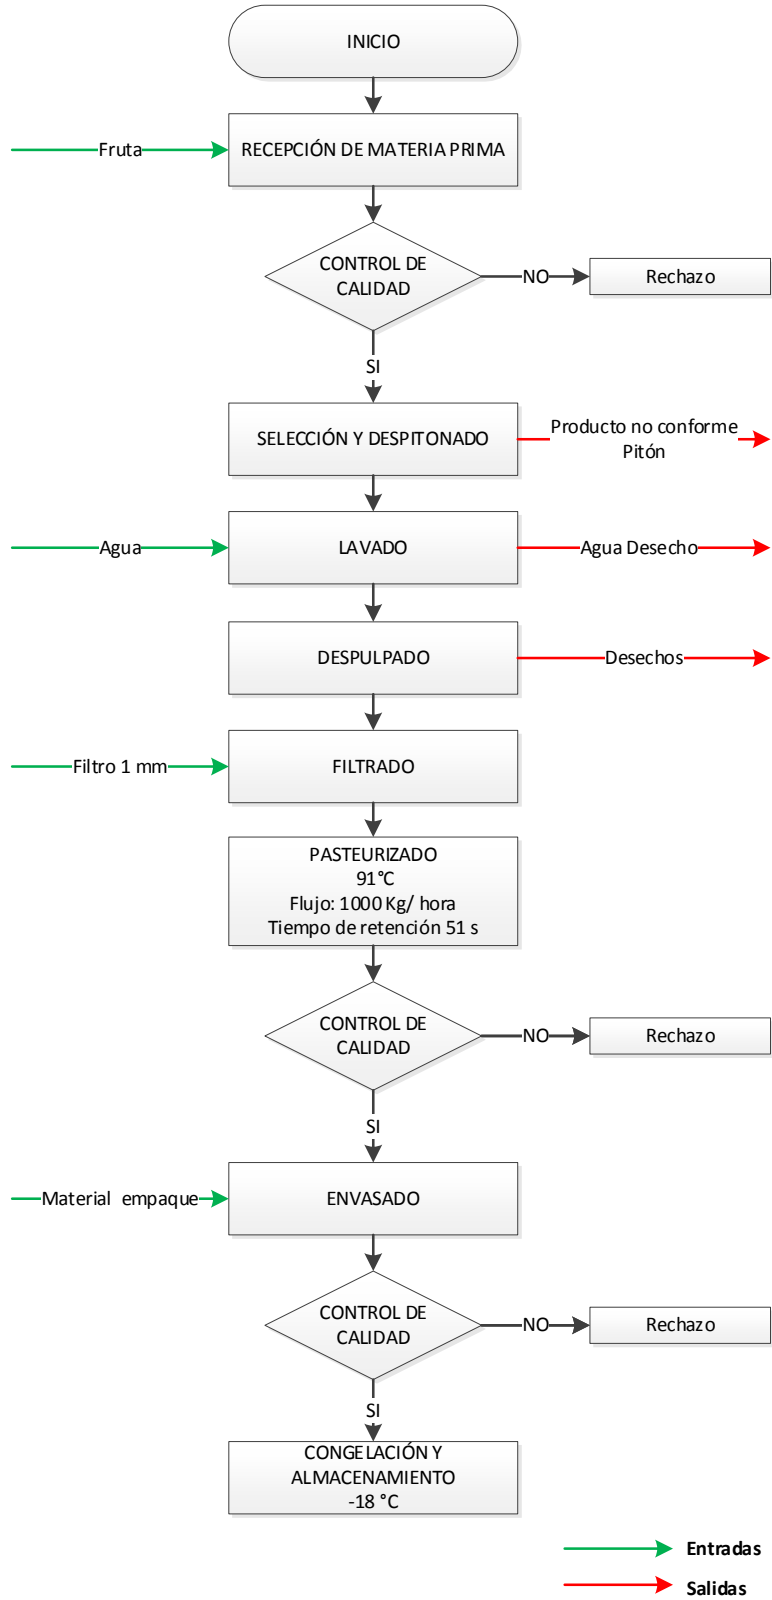 INICIO
Fruta
RECEPCIÓN DE MATERIA PRIMA
CONTROL DE
CALIDAD
NO
Rechazo
SI
SELECCIÓN Y DESPITONADO
Producto no conforme
Pitón
Agua
LAVADO
Agua Desecho
DESPULPADO
Desechos
Filtro 1 mm
FILTRADO
PASTEURIZADO
91°C
Flujo: 1000 Kg/ hora
Tiempo de retención 51 s
CONTROL DE
CALIDAD
NO
Rechazo
SI
Material empaque
ENVASADO
CONTROL DE
CALIDAD
NO
Rechazo
SI
CONGELACIÓN Y
ALMACENAMIENTO
-18 °C
Entradas
Salidas